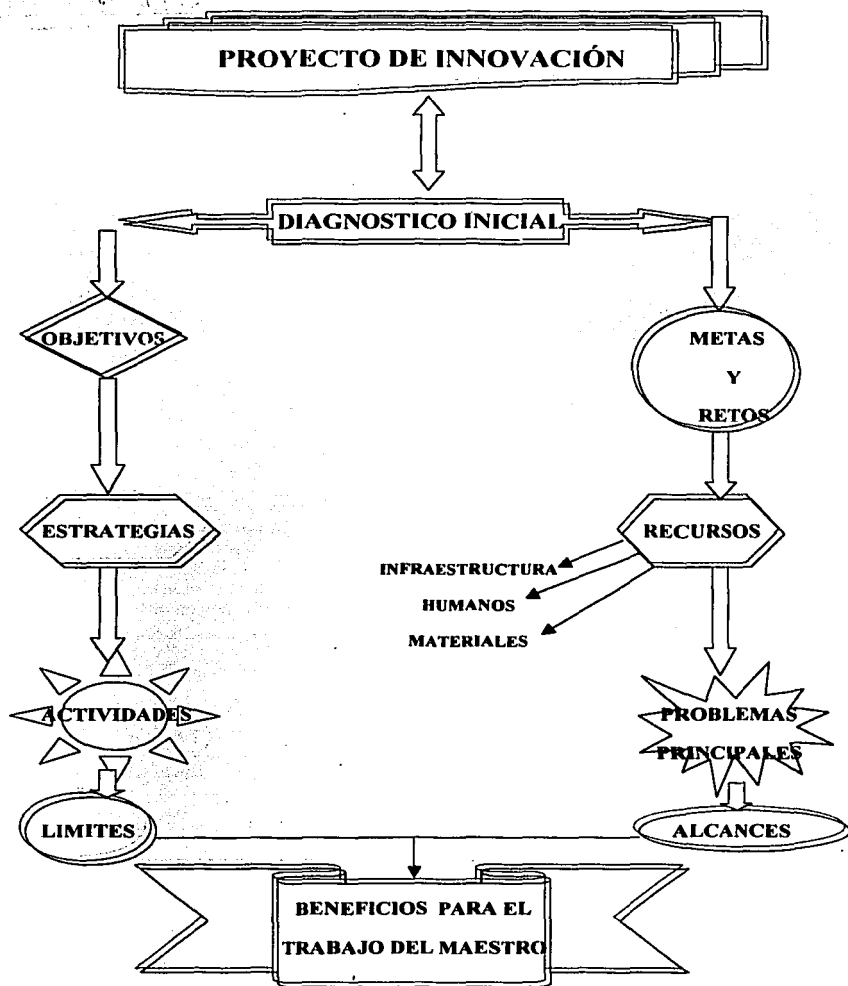 PROYECTO DE INNOVACIÓN
DIAGNOSTICO INICIAL
OBJETIVOS
METAS
Y
RETOS
ESTRATEGIAS
RECURSOS
INFRAESTRUCTURA
HUMANOS
MATERIALES
ACTIVIDADES
PROBLEMAS
PRINCIPALES
LIMITES
ALCANCES
BENEFICIOS PARA EL
TRABAJO DEL MAESTRO